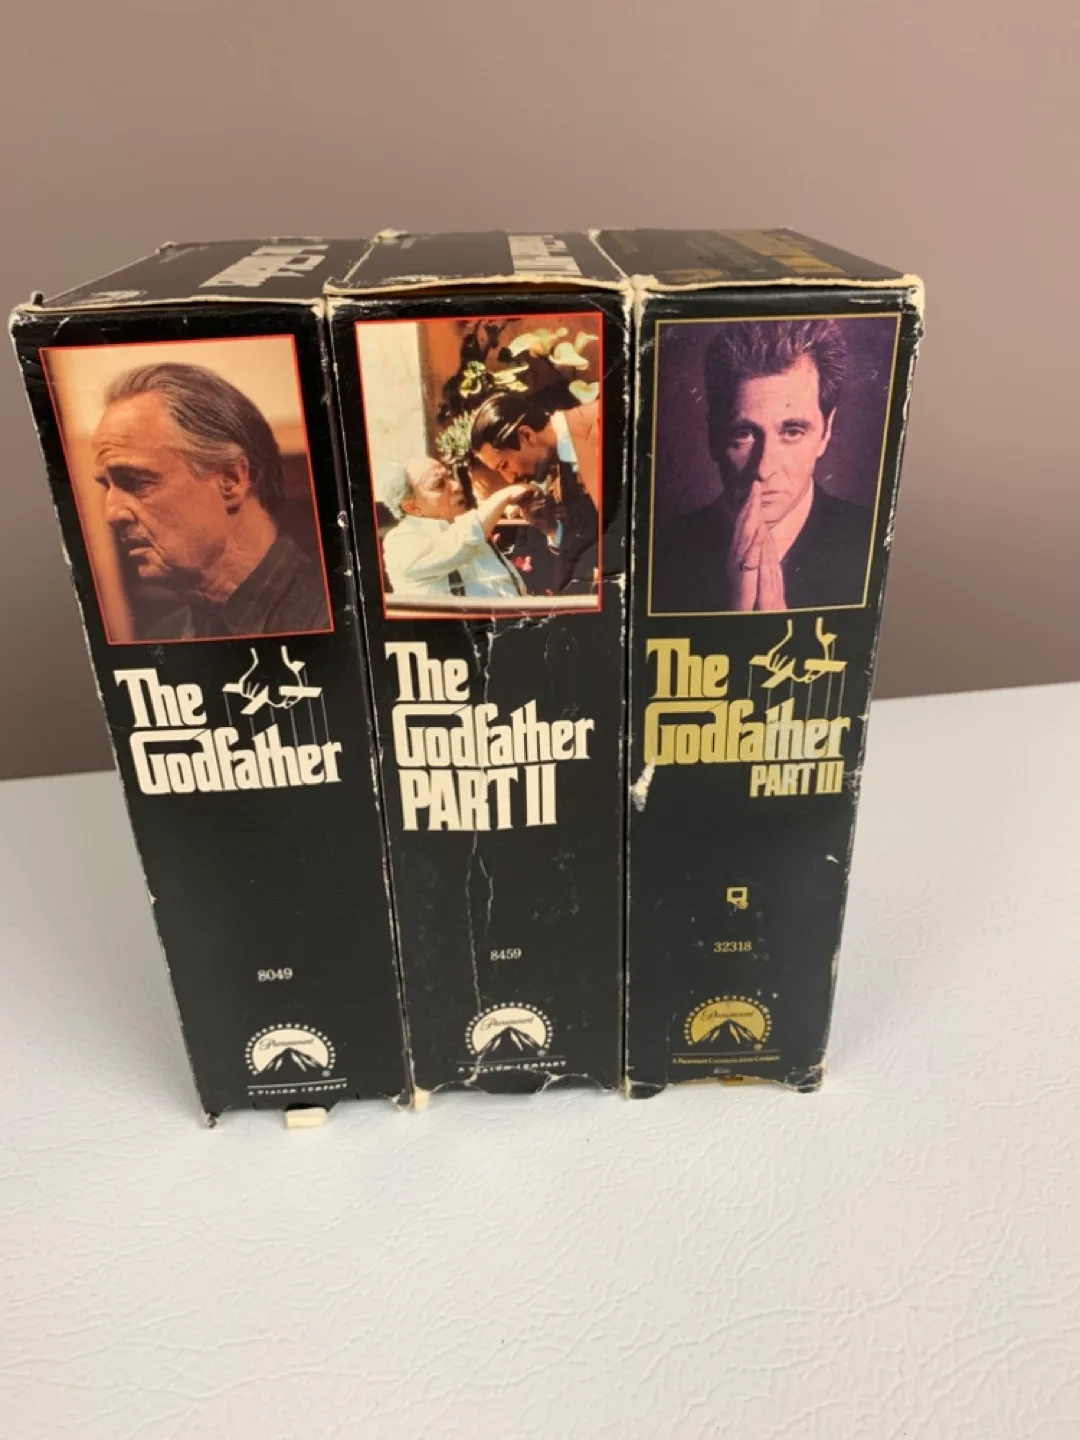 The
Godfather
8049
Paramount
®
A VIACOM COMPANY
The
Godfather
PART II
8459
Paramount
®
A VIACOM COMPANY
The
Godfather
PART III
32318
Paramount
®
A Paramount Communications Company